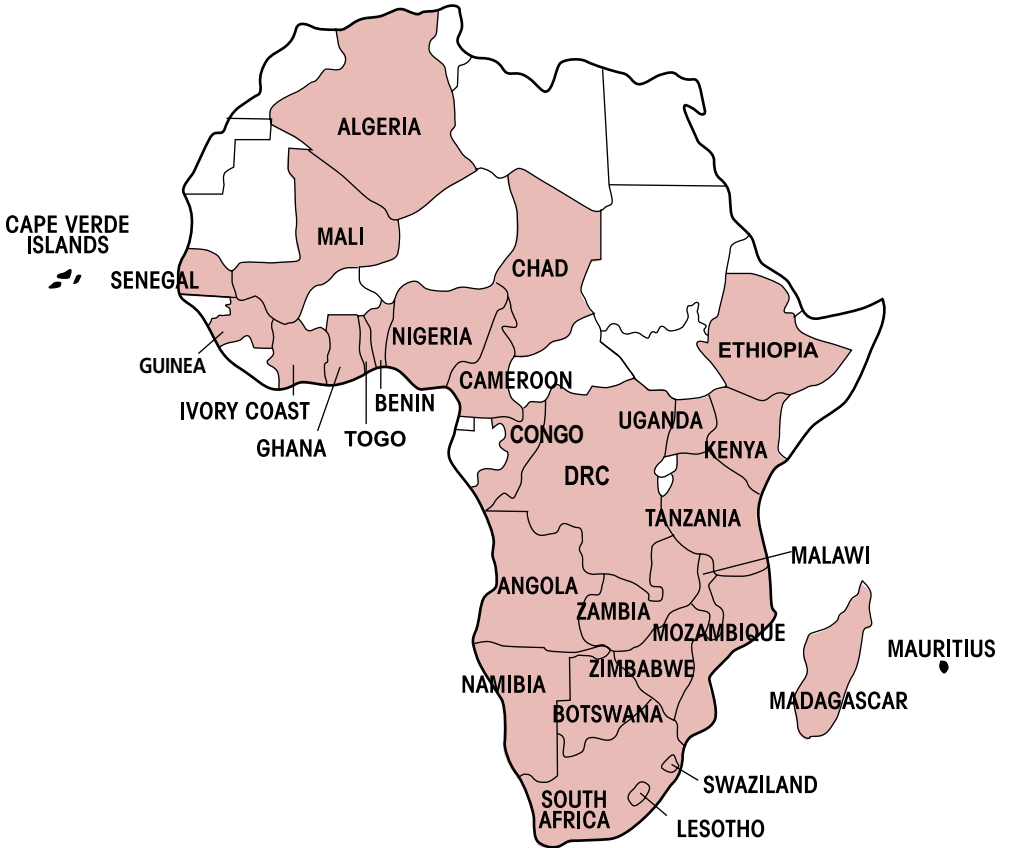 ALGERIA
CAPE VERDE
ISLANDS
MALI
SENEGAL
CHAD
NIGERIA
GUINEA
ETHIOPIA
CAMEROON
IVORY COAST
BENIN
GHANA
TOGO
CONGO
UGANDA
KENYA
DRC
TANZANIA
MALAWI
ANGOLA
ZAMBIA
MOZAMBIQUE
MAURITIUS
ZIMBABWE
NAMIBIA
MADAGASCAR
BOTSWANA
SWAZILAND
SOUTH
AFRICA
LESOTHO